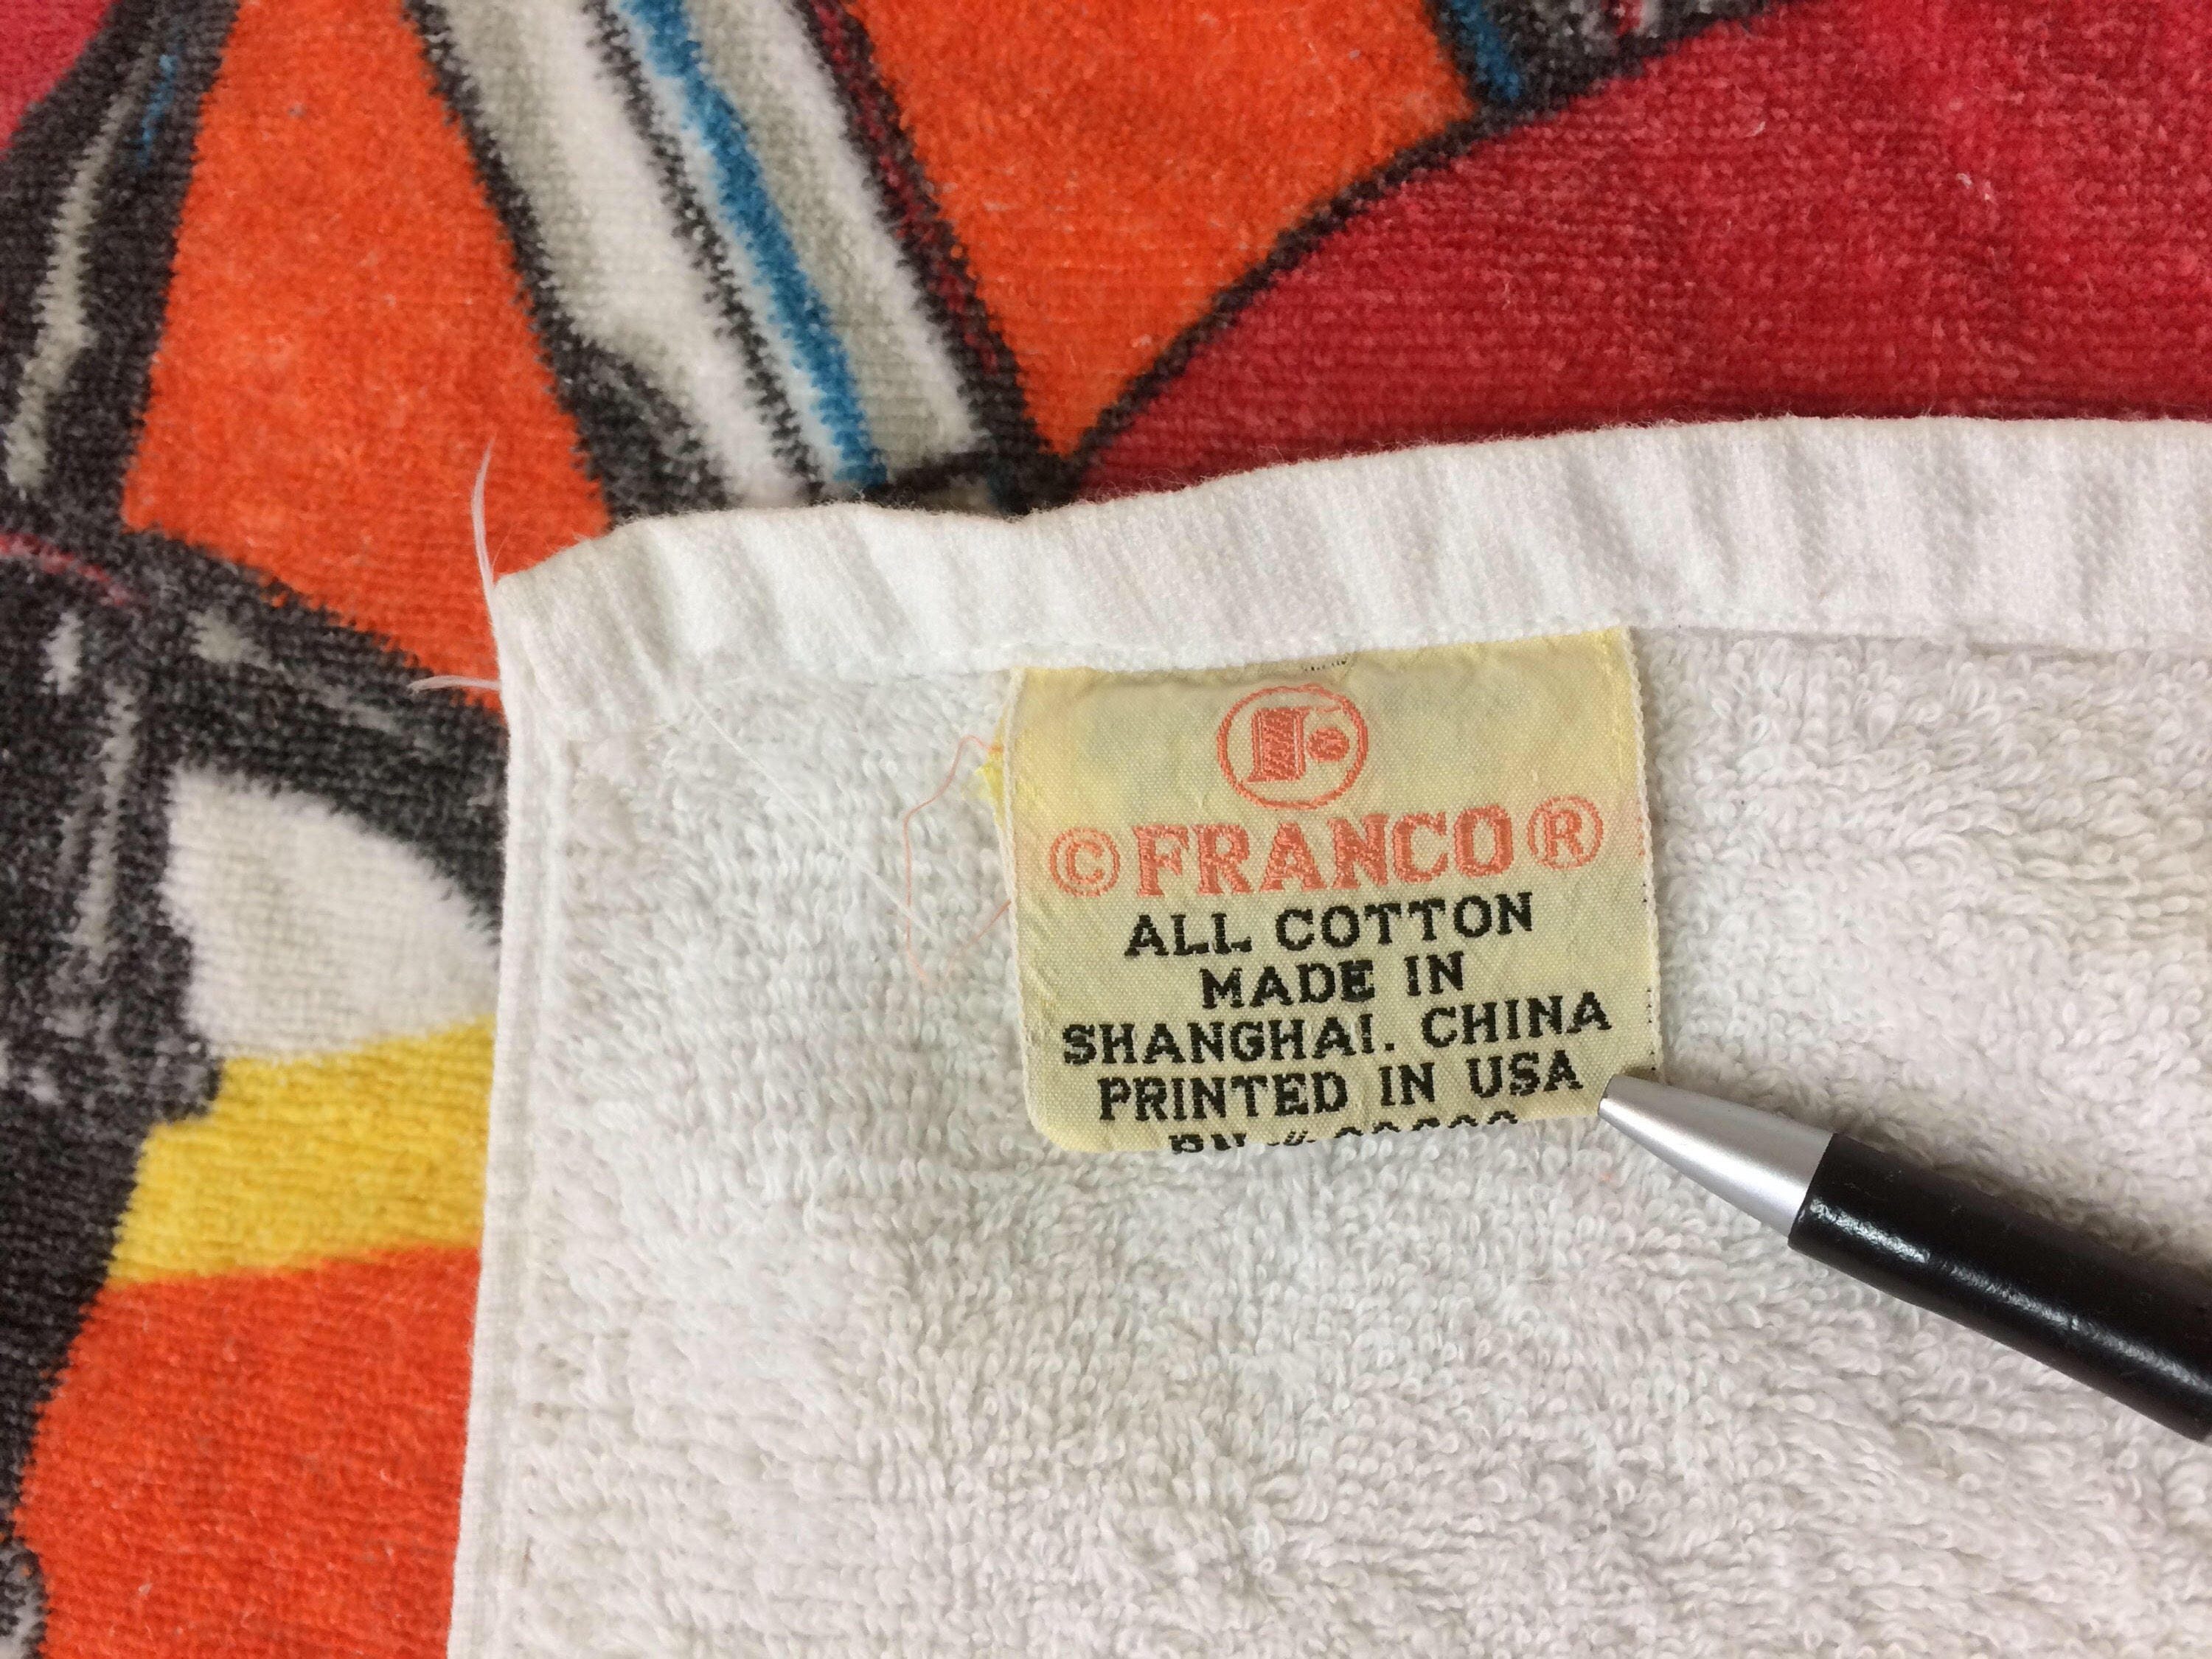 F
© FRANCO ®
ALL COTTON
MADE IN
SHANGHAI. CHINA
PRINTED IN USA